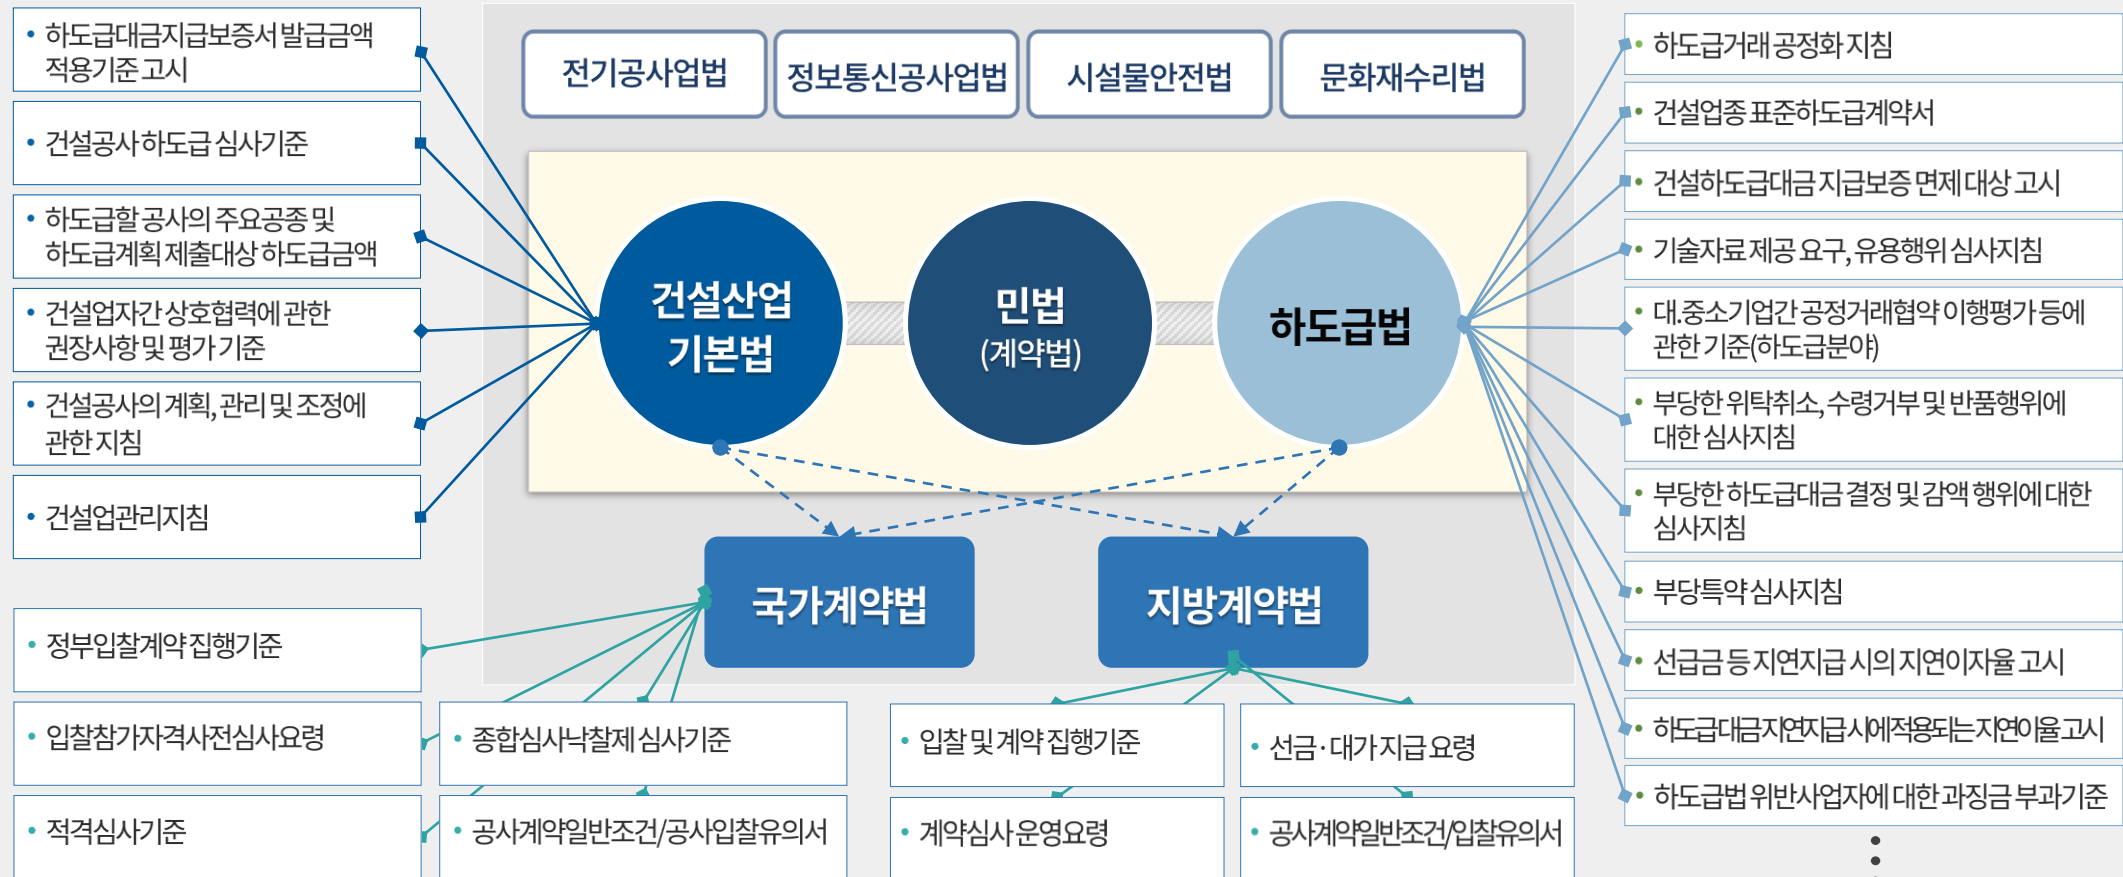 • 하도급대금지급보증서 발급금액
적용기준 고시
• 건설공사 하도급 심사기준
• 하도급할 공사의 주요공종 및
하도급계획 제출대상 하도급금액
• 건설업자간 상호협력에 관한
권장사항 및 평가 기준
• 건설공사의 계획, 관리 및 조정에
관한 지침
• 건설업관리지침
전기공사업법
정보통신공사업법
시설물안전법
문화재수리법
건설산업
기본법
민법
(계약법)
하도급법
국가계약법
지방계약법
• 하도급거래 공정화 지침
• 건설업종 표준하도급계약서
• 건설하도급대금 지급보증 면제 대상 고시
• 기술자료 제공 요구, 유용행위 심사지침
• 대.중소기업간 공정거래협약 이행평가 등에
관한 기준(하도급분야)
• 부당한 위탁취소, 수령거부 및 반품행위에
대한 심사지침
• 부당한 하도급대금 결정 및 감액 행위에 대한
심사지침
• 부당특약 심사지침
• 선급금 등 지연지급 시의 지연이자율 고시
• 하도급대금 지연지급 시에 적용되는 지연이율 고시
• 하도급법 위반사업자에 대한 과징금 부과기준
• 정부입찰계약 집행기준
• 입찰참가자격사전심사요령
• 적격심사기준
• 종합심사낙찰제 심사기준
• 공사계약일반조건/공사입찰유의서
• 입찰 및 계약 집행기준
• 계약심사 운영요령
• 선금·대가 지급 요령
• 공사계약일반조건/입찰유의서